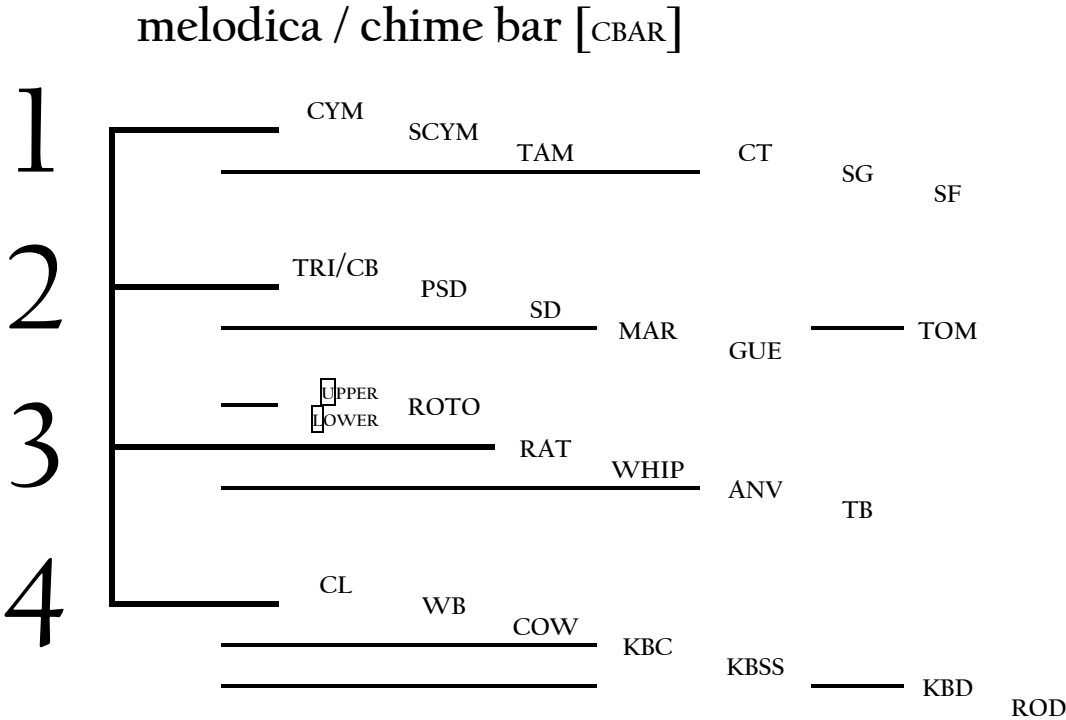 melodica / chime bar [CBAR]
1
CYM
SCYM
TAM
CT
SG
SF
2
TRI/CB
PSD
SD
MAR
GUE
TOM
3
UPPER
LOWER
ROTO
RAT
WHIP
ANV
TB
4
CL
WB
COW
KBC
KBSS
KBD
ROD